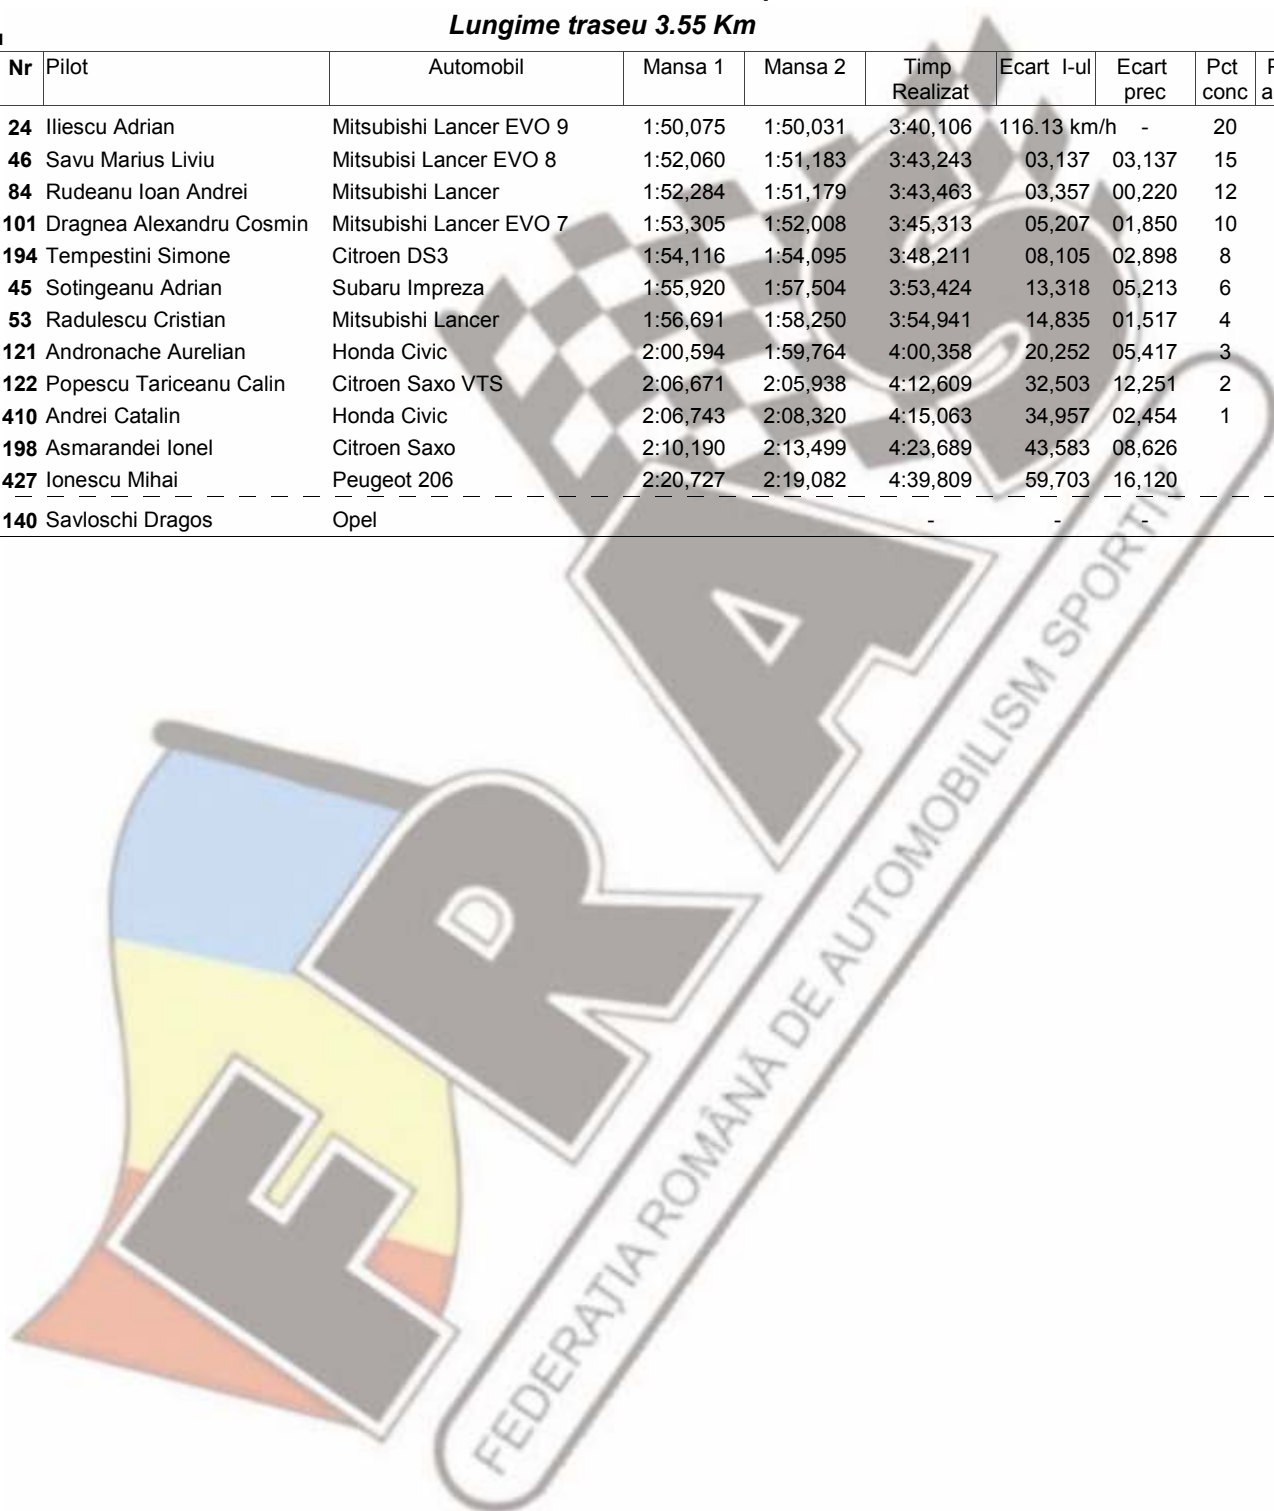 Lungime traseu 3.55 Km
Nr Pilot Automobil Mansa 1 Mansa 2 Timp Realizat Ecart I-ul Ecart prec Pct conc
24 Iliescu Adrian Mitsubishi Lancer EVO 9 1:50,075 1:50,031 3:40,106 116.13 km/h - 20
46 Savu Marius Liviu Mitsubisi Lancer EVO 8 1:52,060 1:51,183 3:43,243 03,137 03,137 15
84 Rudeanu Ioan Andrei Mitsubishi Lancer 1:52,284 1:51,179 3:43,463 03,357 00,220 12
101 Dragnea Alexandru Cosmin Mitsubishi Lancer EVO 7 1:53,305 1:52,008 3:45,313 05,207 01,850 10
194 Tempestini Simone Citroen DS3 1:54,116 1:54,095 3:48,211 08,105 02,898 8
45 Sotingeanu Adrian Subaru Impreza 1:55,920 1:57,504 3:53,424 13,318 05,213 6
53 Radulescu Cristian Mitsubishi Lancer 1:56,691 1:58,250 3:54,941 14,835 01,517 4
121 Andronache Aurelian Honda Civic 2:00,594 1:59,764 4:00,358 20,252 05,417 3
122 Popescu Tariceanu Calin Citroen Saxo VTS 2:06,671 2:05,938 4:12,609 32,503 12,251 2
410 Andrei Catalin Honda Civic 2:06,743 2:08,320 4:15,063 34,957 02,454 1
198 Asmarandei Ionel Citroen Saxo 2:10,190 2:13,499 4:23,689 43,583 08,626
427 Ionescu Mihai Peugeot 206 2:20,727 2:19,082 4:39,809 59,703 16,120
140 Savloschi Dragos Opel - - -
FRAS
FEDERAȚIA ROMÂNĂ DE AUTOMOBILISM SPORTIV